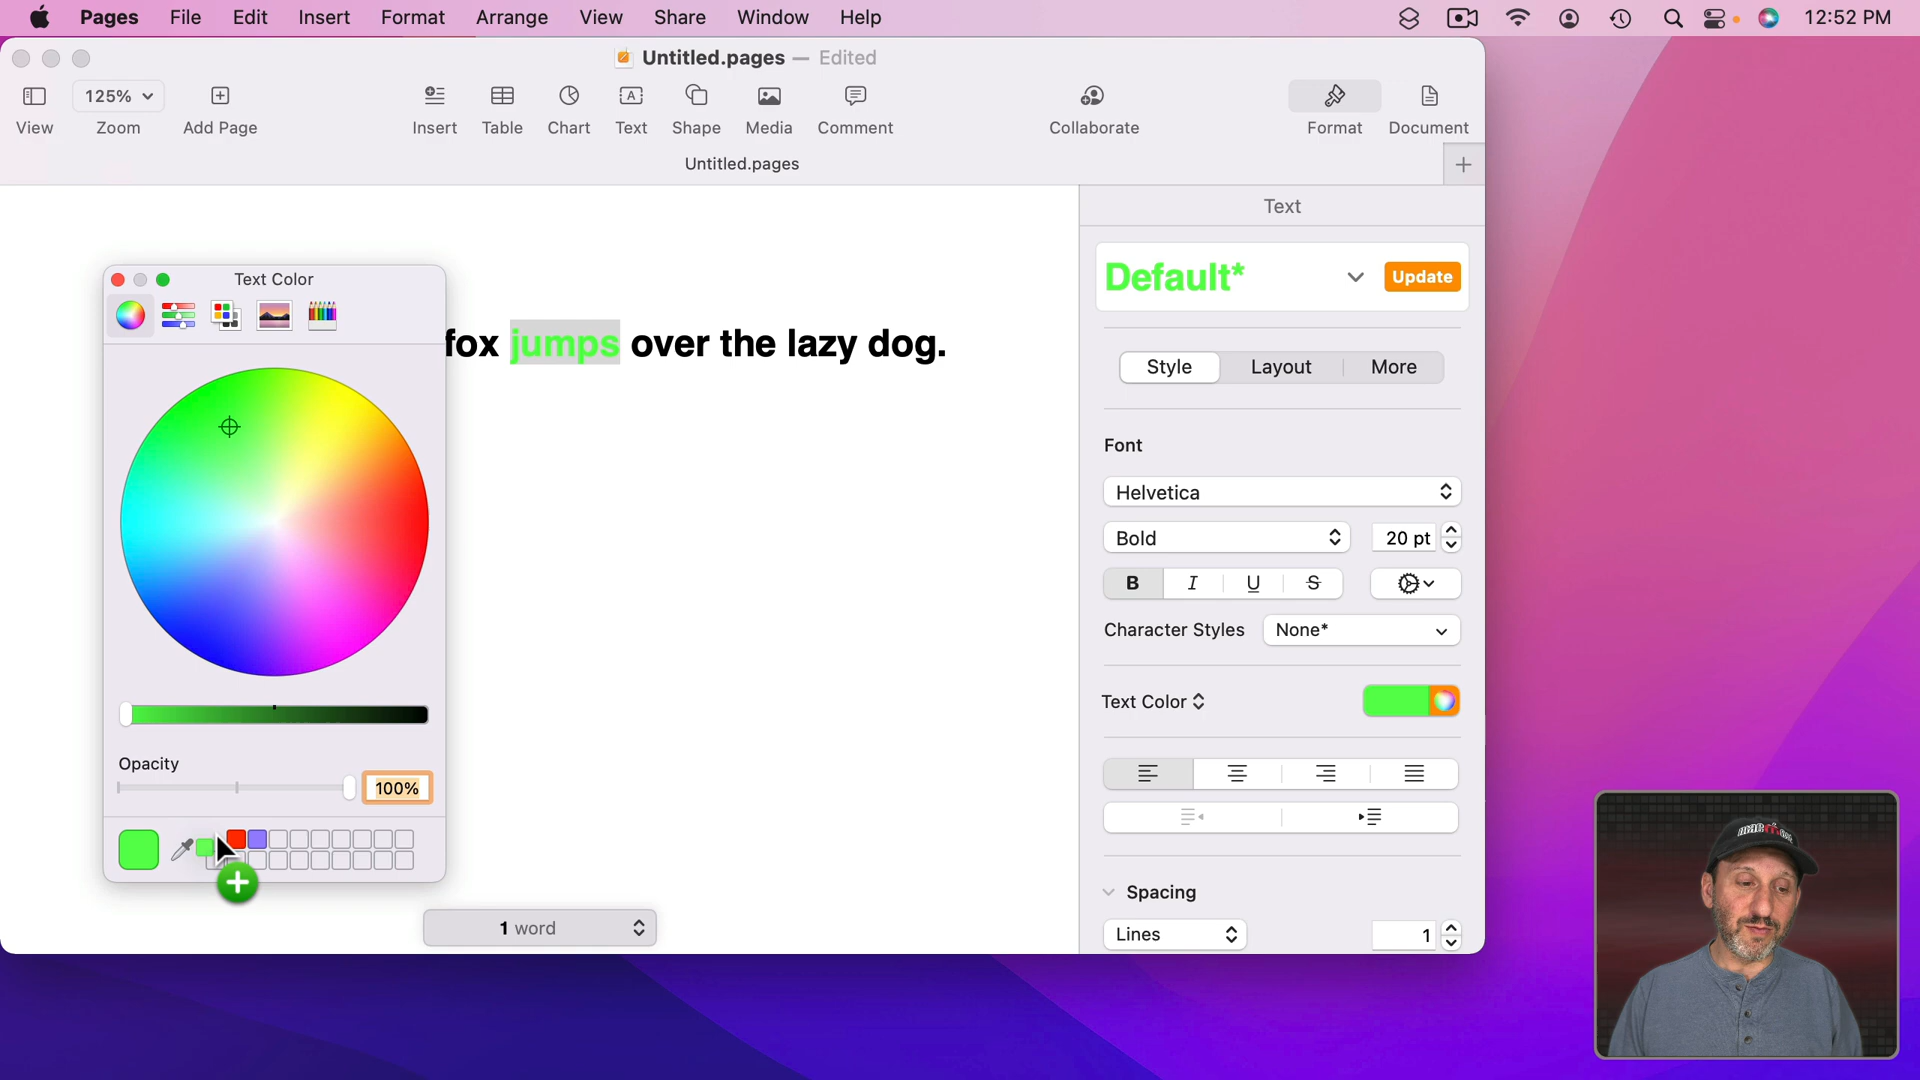 Pages File Edit Insert Format Arrange View Share Window Help 12:52 PM
Untitled.pages — Edited
125%
View Zoom Add Page Insert Table Chart Text Shape Media Comment Collaborate Format Document
Untitled.pages
Text
Default* Update
Text Color
fox jumps over the lazy dog.
Style Layout More
Font
Helvetica
Bold 20 pt
B I U S
Character Styles None*
Text Color
Opacity
100%
Spacing
1 word
Lines 1